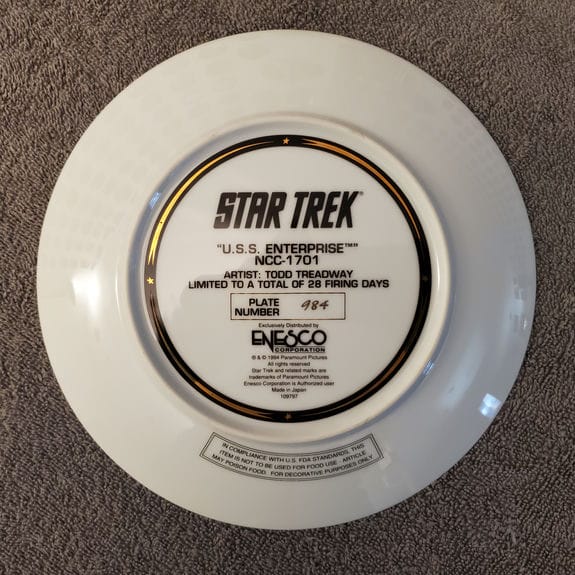 STAR TREK®
"U.S.S. ENTERPRISE™"
NCC-1701
ARTIST: TODD TREADWAY
LIMITED TO A TOTAL OF 28 FIRING DAYS
PLATE
NUMBER 984
Exclusively Distributed by
ENESCO
CORPORATION
® & © 1994 Paramount Pictures
All rights reserved
Star Trek and related marks are
trademarks of Paramount Pictures
Enesco Corporation is Authorized user
Made in Japan
109797
IN COMPLIANCE WITH U.S. FDA STANDARDS, THIS
ITEM IS NOT TO BE USED FOR FOOD USE - ARTICLE
MAY POISON FOOD. FOR DECORATIVE PURPOSES ONLY